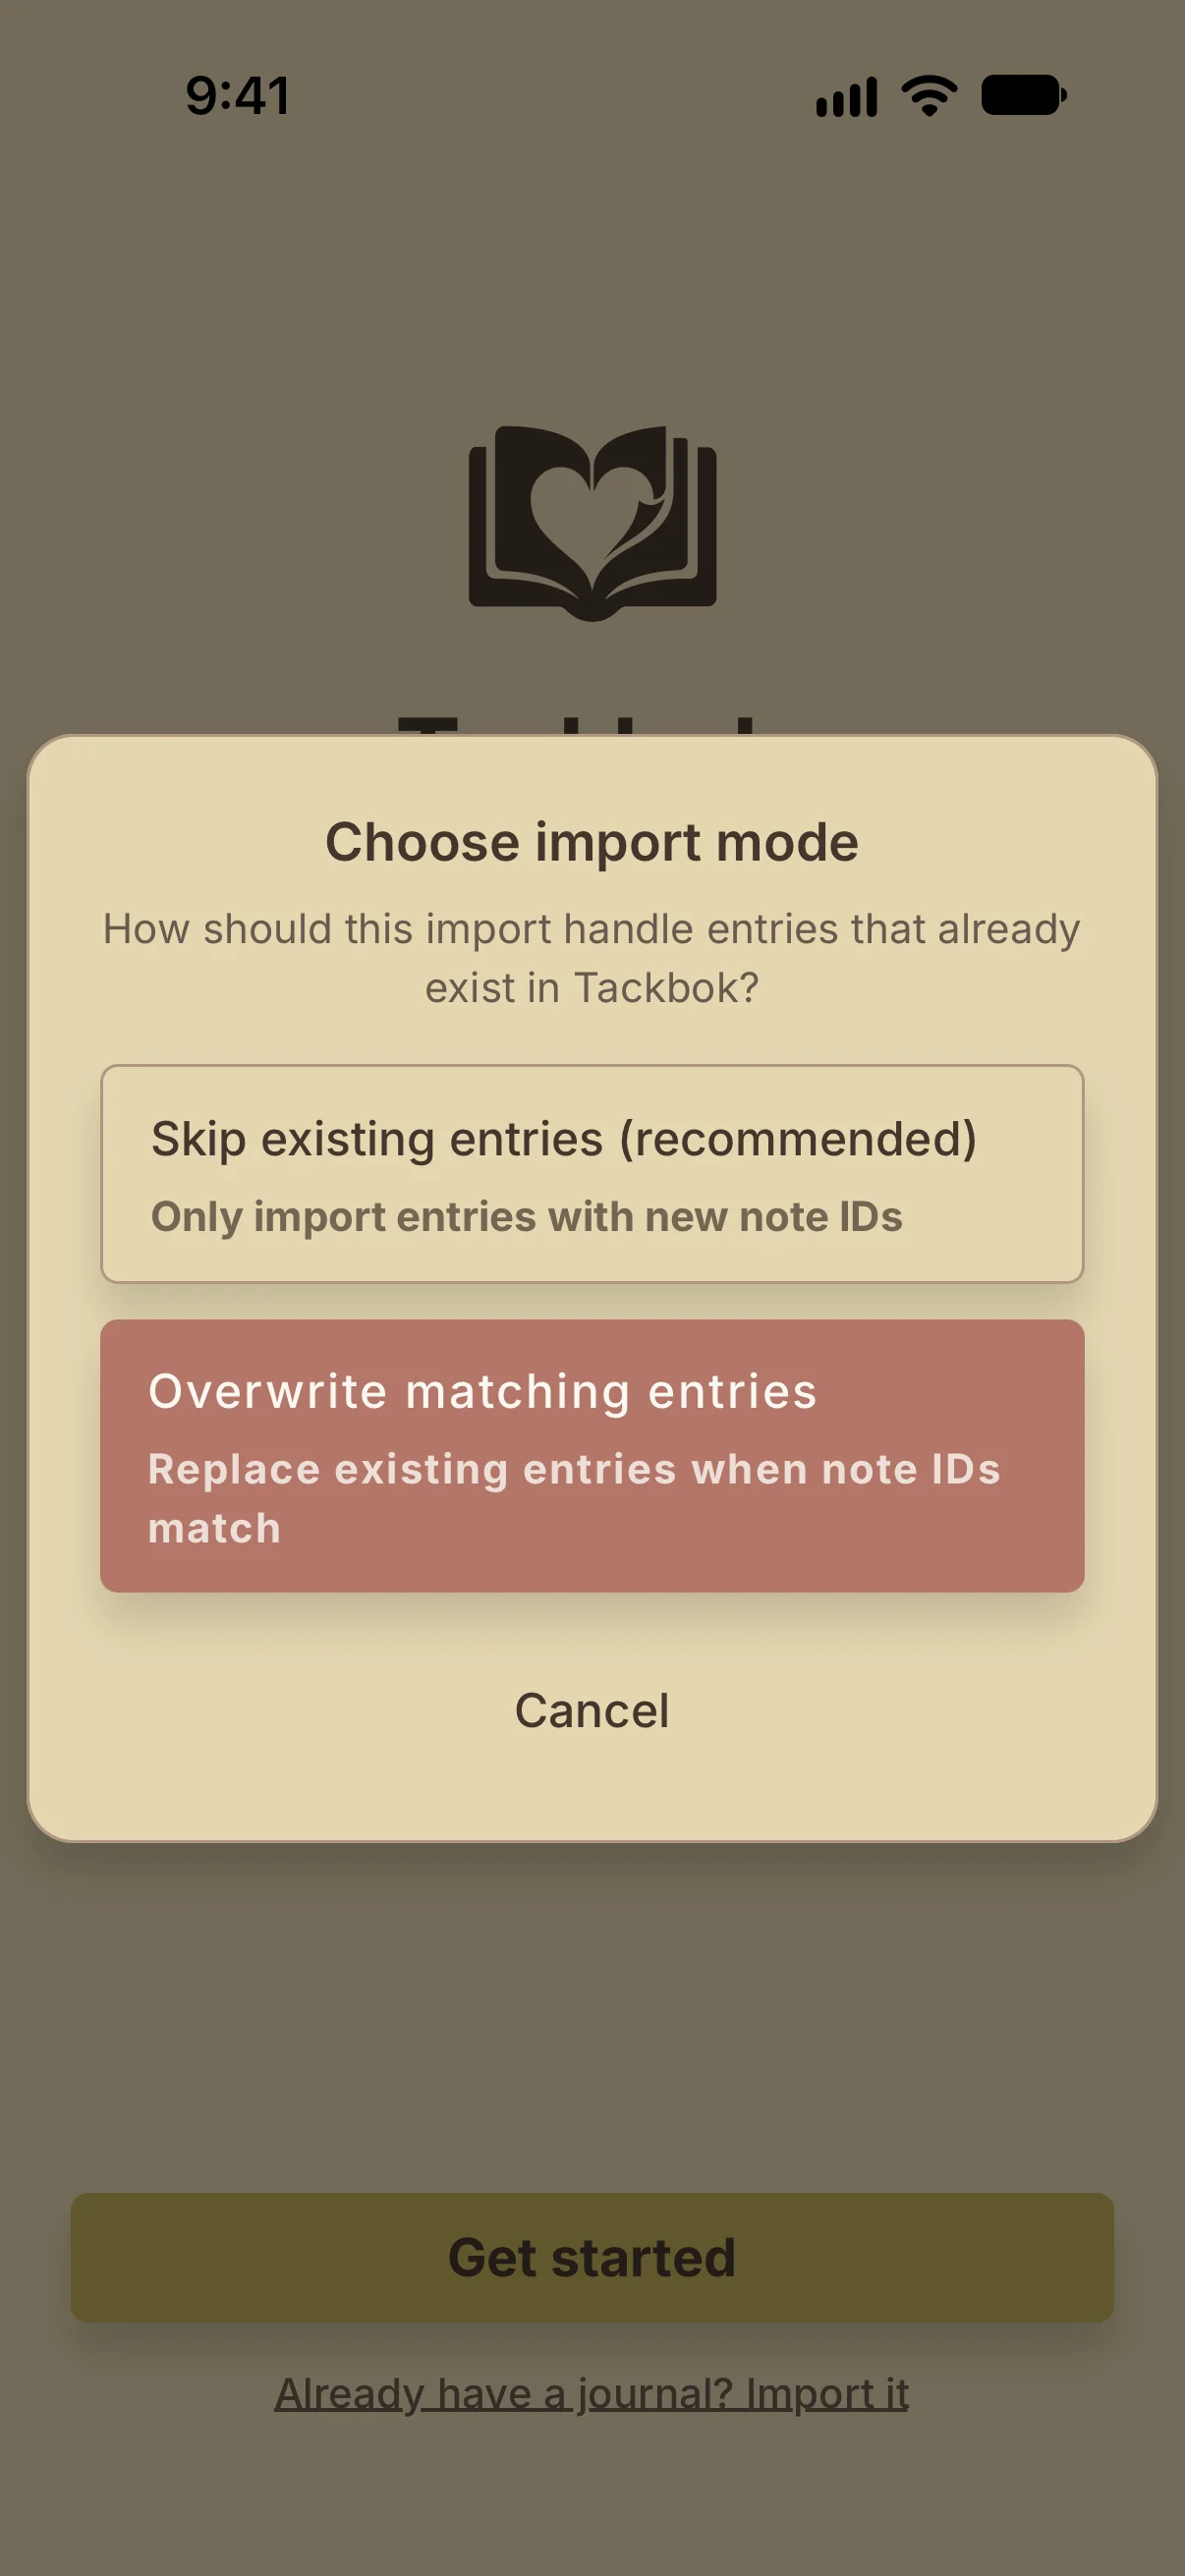 9:41
Choose import mode
How should this import handle entries that already
exist in Tackbok?
Skip existing entries (recommended)
Only import entries with new note IDs
Overwrite matching entries
Replace existing entries when note IDs
match
Cancel
Get started
Already have a journal? Import it